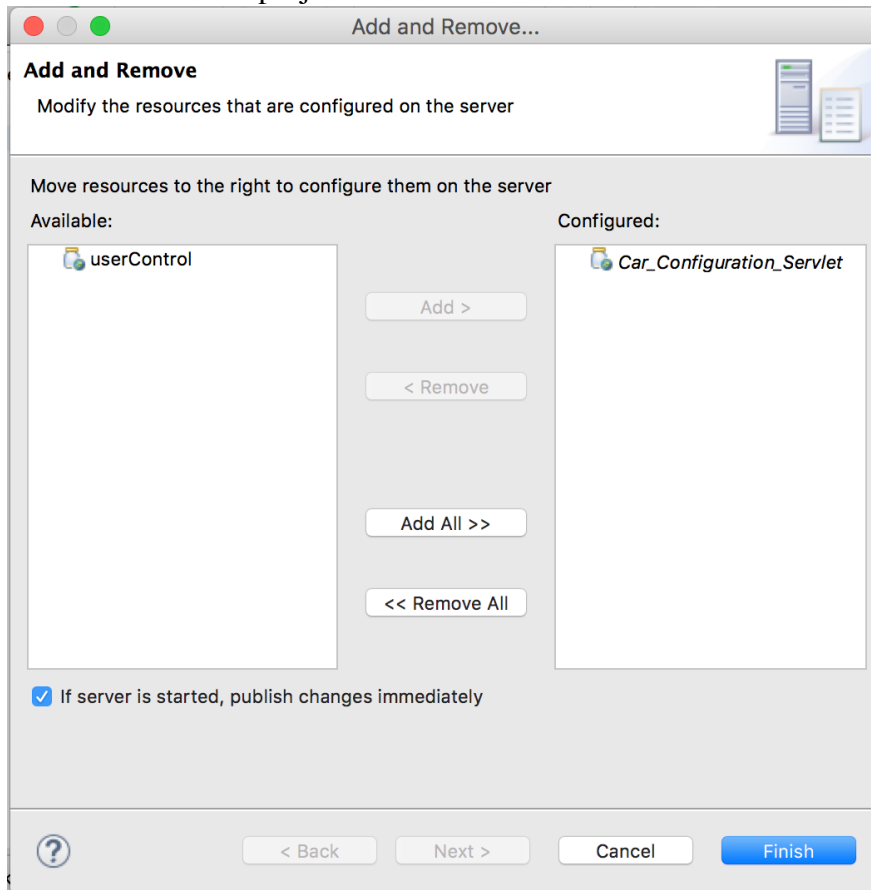 Add and Remove...
Add and Remove
Modify the resources that are configured on the server
Move resources to the right to configure them on the server
Available:
Configured:
userControl
Car_Configuration_Servlet
Add >
< Remove
Add All >>
<< Remove All
If server is started, publish changes immediately
?
< Back
Next >
Cancel
Finish